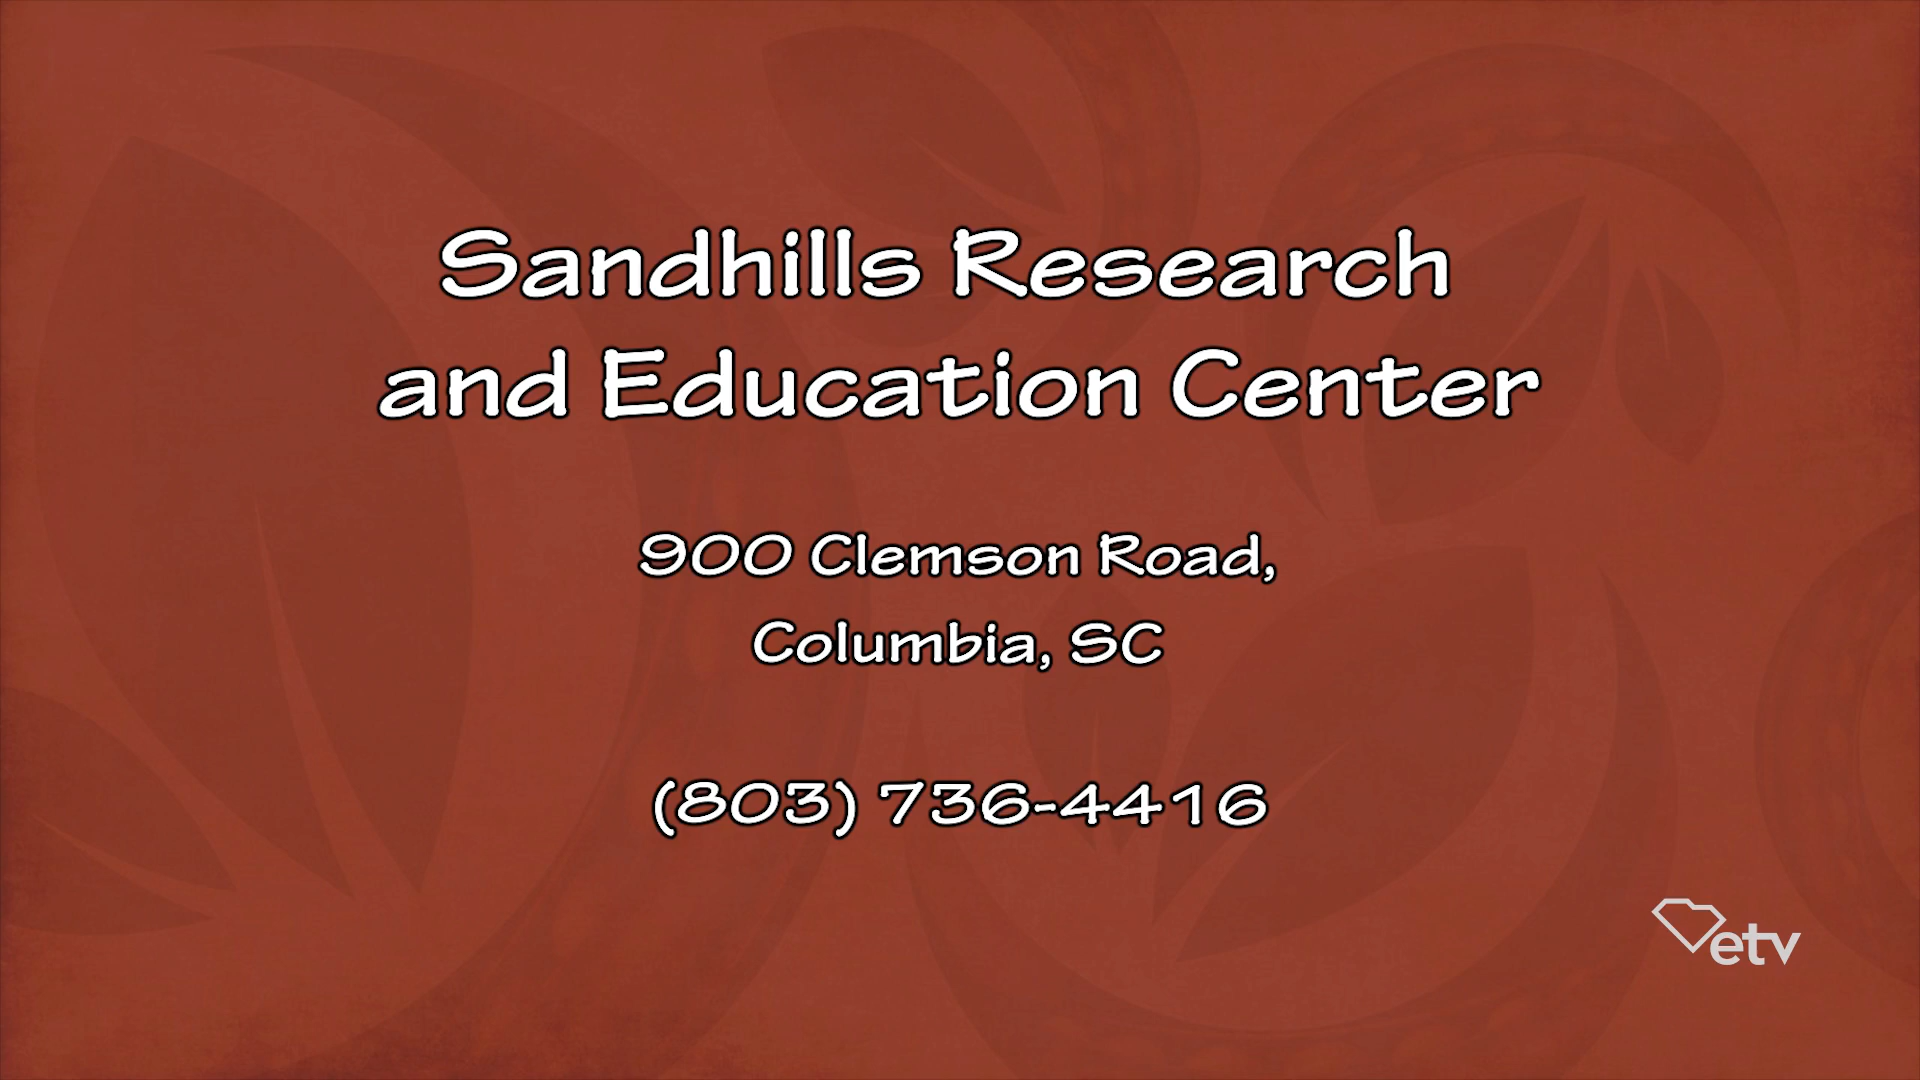 Sandhills Research
and Education Center
900 Clemson Road,
Columbia, SC
(803) 736-4416
etv